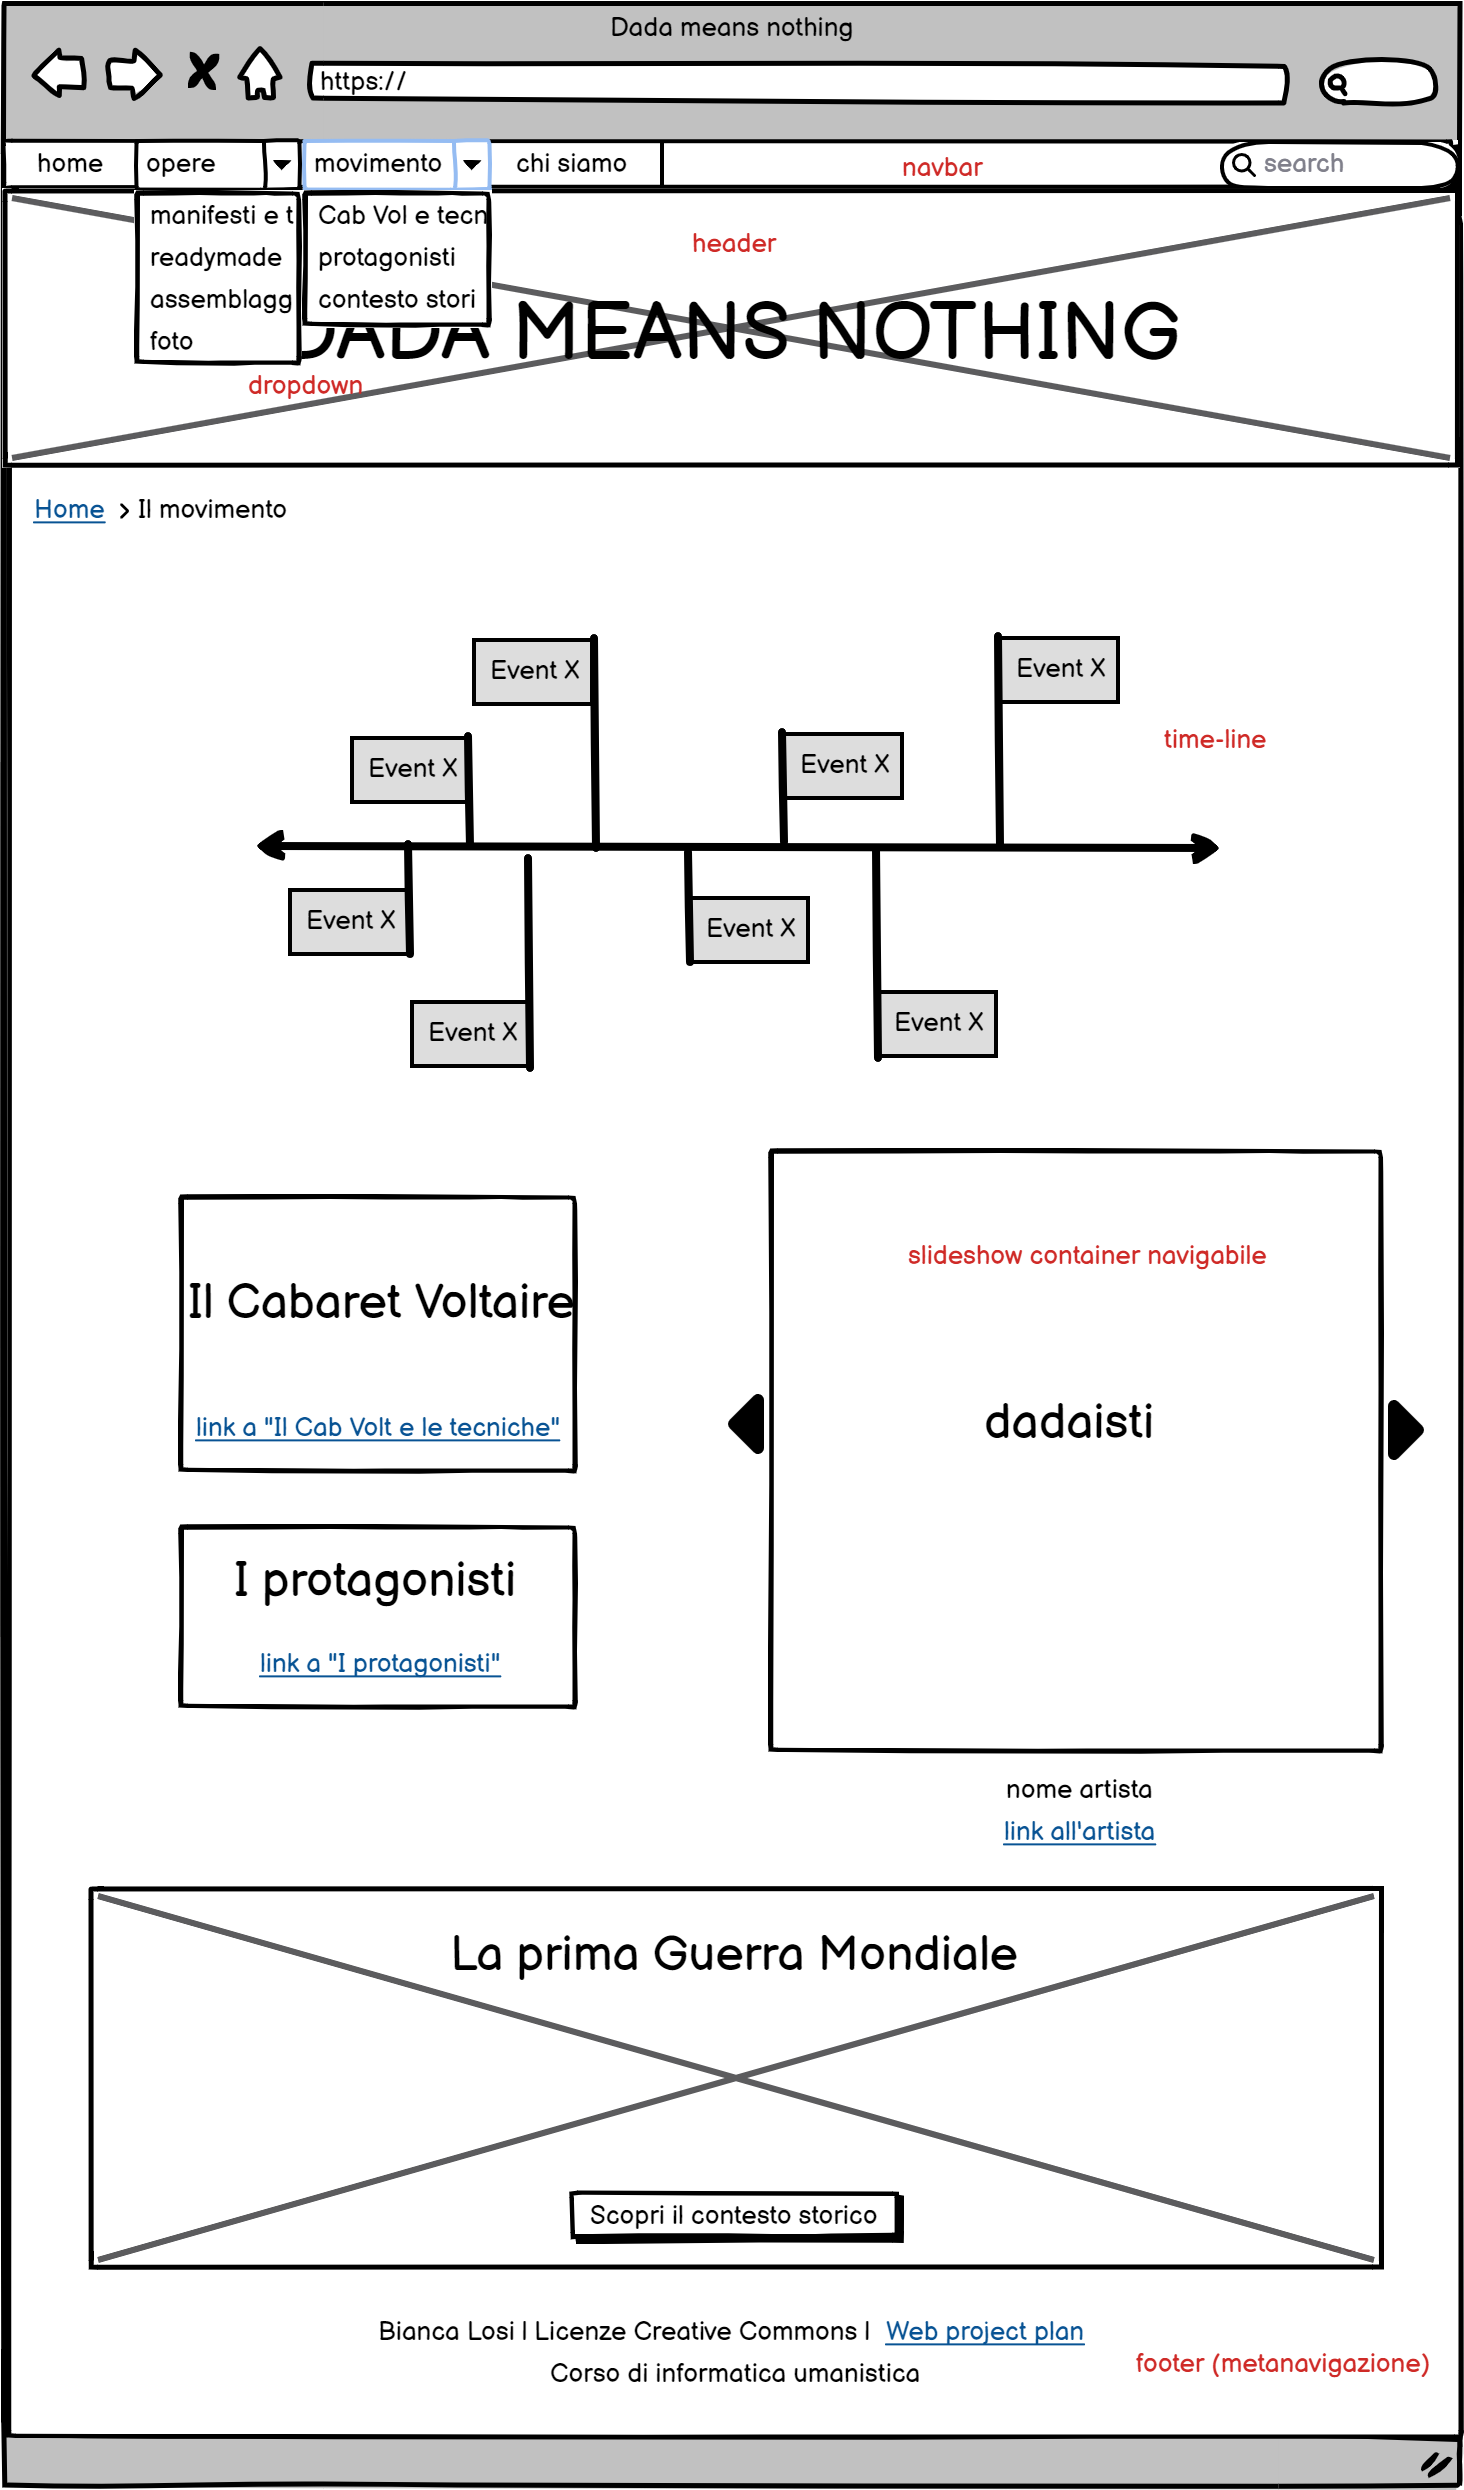 Dada means nothing
https://
home opere movimento chi siamo navbar search
manifesti e t
readymade
assemblagg
foto
Cab Vol e tecn
protagonisti
contesto stori
header
DADA MEANS NOTHING
dropdown
Home > Il movimento
Event X
Event X
Event X
Event X
time-line
Event X
Event X
Event X
Event X
Il Cabaret Voltaire
link a "Il Cab Volt e le tecniche"
I protagonisti
link a "I protagonisti"
slideshow container navigabile
dadaisti
nome artista
link all'artista
La prima Guerra Mondiale
Scopri il contesto storico
Bianca Losi | Licenze Creative Commons | Web project plan
Corso di informatica umanistica
footer (metanavigazione)